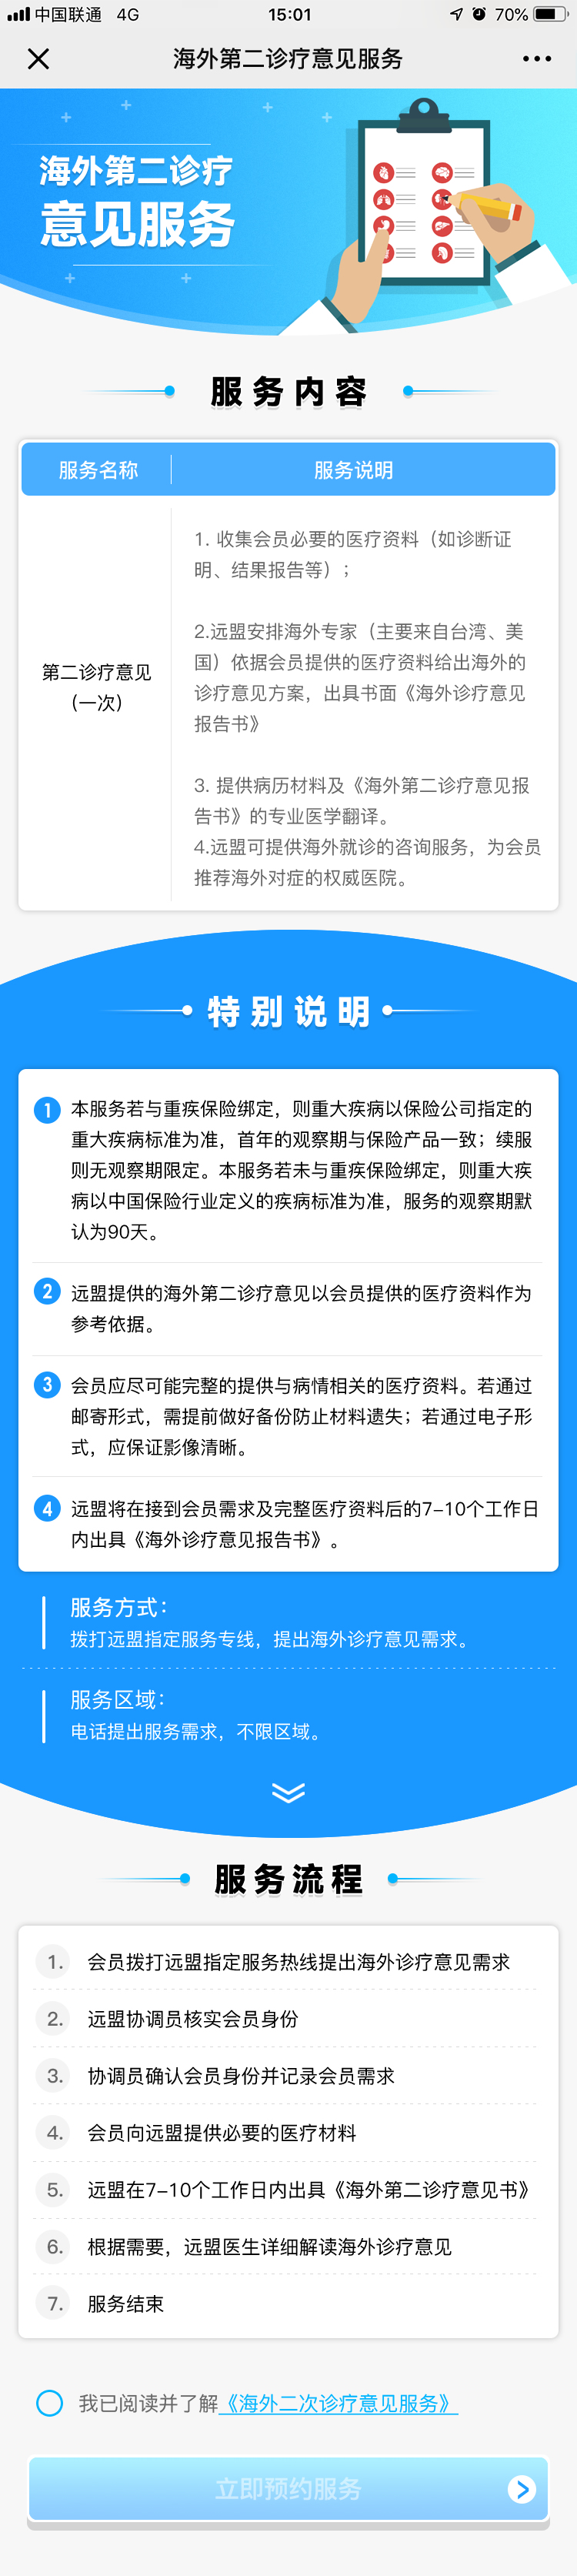 中国联通 4G 15:01 70%
海外第二诊疗意见服务
海外第二诊疗
意见服务
服务内容
服务名称 服务说明
1. 收集会员必要的医疗资料（如诊断证
明、结果报告等）；
2.远盟安排海外专家（主要来自台湾、美
国）依据会员提供的医疗资料给出海外的
诊疗意见方案，出具书面《海外诊疗意见
报告书》
第二诊疗意见
（一次）
3. 提供病历材料及《海外第二诊疗意见报
告书》的专业医学翻译。
4.远盟可提供海外就诊的咨询服务，为会员
推荐海外对症的权威医院。
特别说明
1 本服务若与重疾保险绑定，则重大疾病以保险公司指定的
重大疾病标准为准，首年的观察期与保险产品一致；续服
则无观察期限定。本服务若未与重疾保险绑定，则重大疾
病以中国保险行业定义的疾病标准为准，服务的观察期默
认为90天。
2 远盟提供的海外第二诊疗意见以会员提供的医疗资料作为
参考依据。
3 会员应尽可能完整的提供与病情相关的医疗资料。若通过
邮寄形式，需提前做好备份防止材料遗失；若通过电子形
式，应保证影像清晰。
4 远盟将在接到会员需求及完整医疗资料后的7-10个工作日
内出具《海外诊疗意见报告书》。
服务方式：
拨打远盟指定服务专线，提出海外诊疗意见需求。
服务区域：
电话提出服务需求，不限区域。
服务流程
1. 会员拨打远盟指定服务热线提出海外诊疗意见需求
2. 远盟协调员核实会员身份
3. 协调员确认会员身份并记录会员需求
4. 会员向远盟提供必要的医疗材料
5. 远盟在7-10个工作日内出具《海外第二诊疗意见书》
6. 根据需要，远盟医生详细解读海外诊疗意见
7. 服务结束
我已阅读并了解《海外二次诊疗意见服务》
立即预约服务